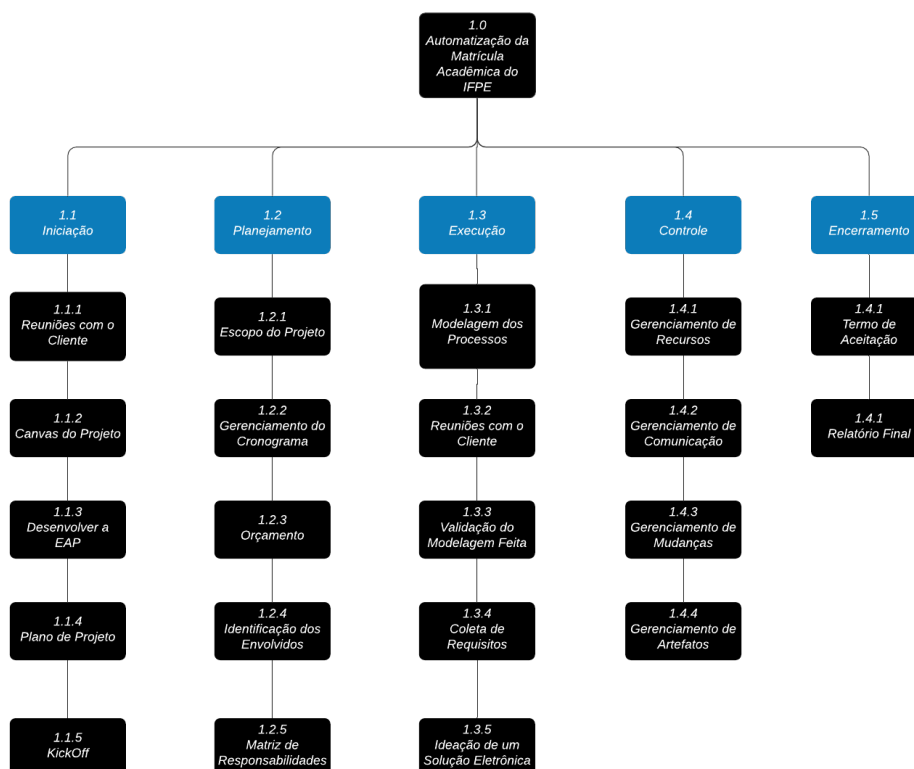 1.0
Automatização da
Matrícula
Acadêmica do
IFPE
1.1
Iniciação
1.2
Planejamento
1.3
Execução
1.4
Controle
1.5
Encerramento
1.1.1
Reuniões com o
Cliente
1.2.1
Escopo do Projeto
1.3.1
Modelagem dos
Processos
1.4.1
Gerenciamento de
Recursos
1.4.1
Termo de
Aceitação
1.1.2
Canvas do Projeto
1.2.2
Gerenciamento do
Cronograma
1.3.2
Reuniões com o
Cliente
1.4.2
Gerenciamento de
Comunicação
1.4.1
Relatório Final
1.1.3
Desenvolver a
EAP
1.2.3
Orçamento
1.3.3
Validação do
Modelagem Feita
1.4.3
Gerenciamento de
Mudanças
1.1.4
Plano de Projeto
1.2.4
Identificação dos
Envolvidos
1.3.4
Coleta de
Requisitos
1.4.4
Gerenciamento de
Artefatos
1.1.5
KickOff
1.2.5
Matriz de
Responsabilidades
1.3.5
Ideação de um
Solução Eletrônica